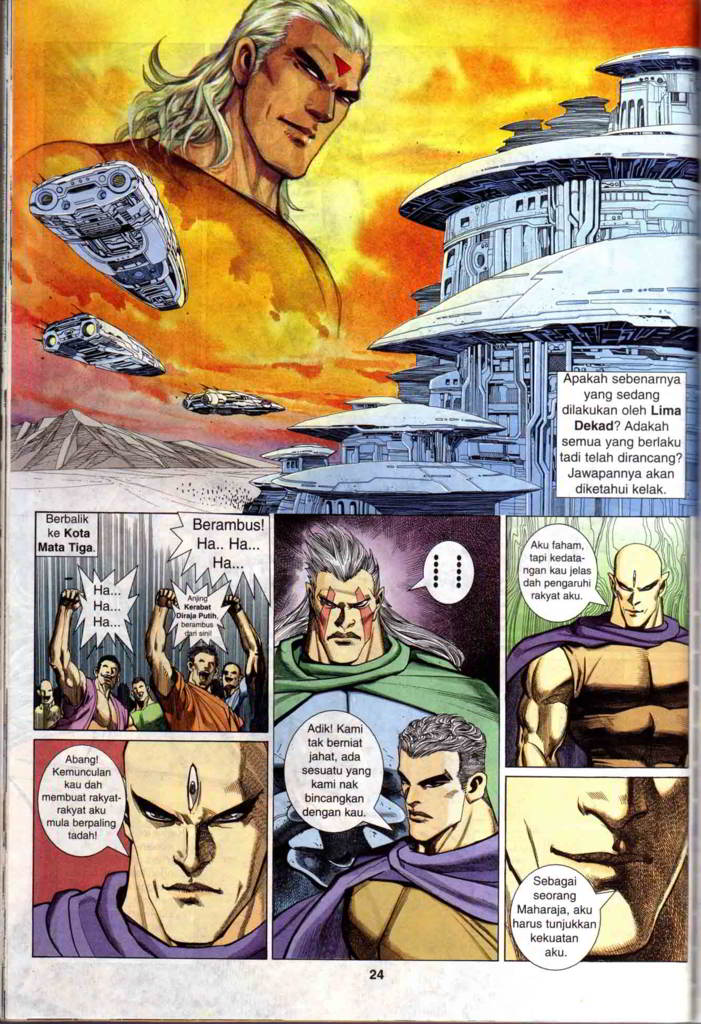 Apakah sebenarnya
yang sedang
dilakukan oleh Lima
Dekad? Adakah
semua yang berlaku
tadi telah dirancang?
Jawapannya akan
diketahui kelak.
Berbalik
ke Kota
Mata Tiga.
Berambus!
Ha.. Ha...
Ha...
Ha...
Ha...
Ha...
Anjing
Kerabat
Diraja Putih,
berambus
dari sini!
Abang!
Kemunculan
kau dah
membuat rakyat-
rakyat aku
mula berpaling
tadah!
Adik! Kami
tak berniat
jahat, ada
sesuatu yang
kami nak
bincangkan
dengan kau.
Aku faham,
tapi kedata-
ngan kau jelas
dah pengaruhi
rakyat aku.
Sebagai
seorang
Maharaja, aku
harus tunjukkan
kekuatan
aku.
24